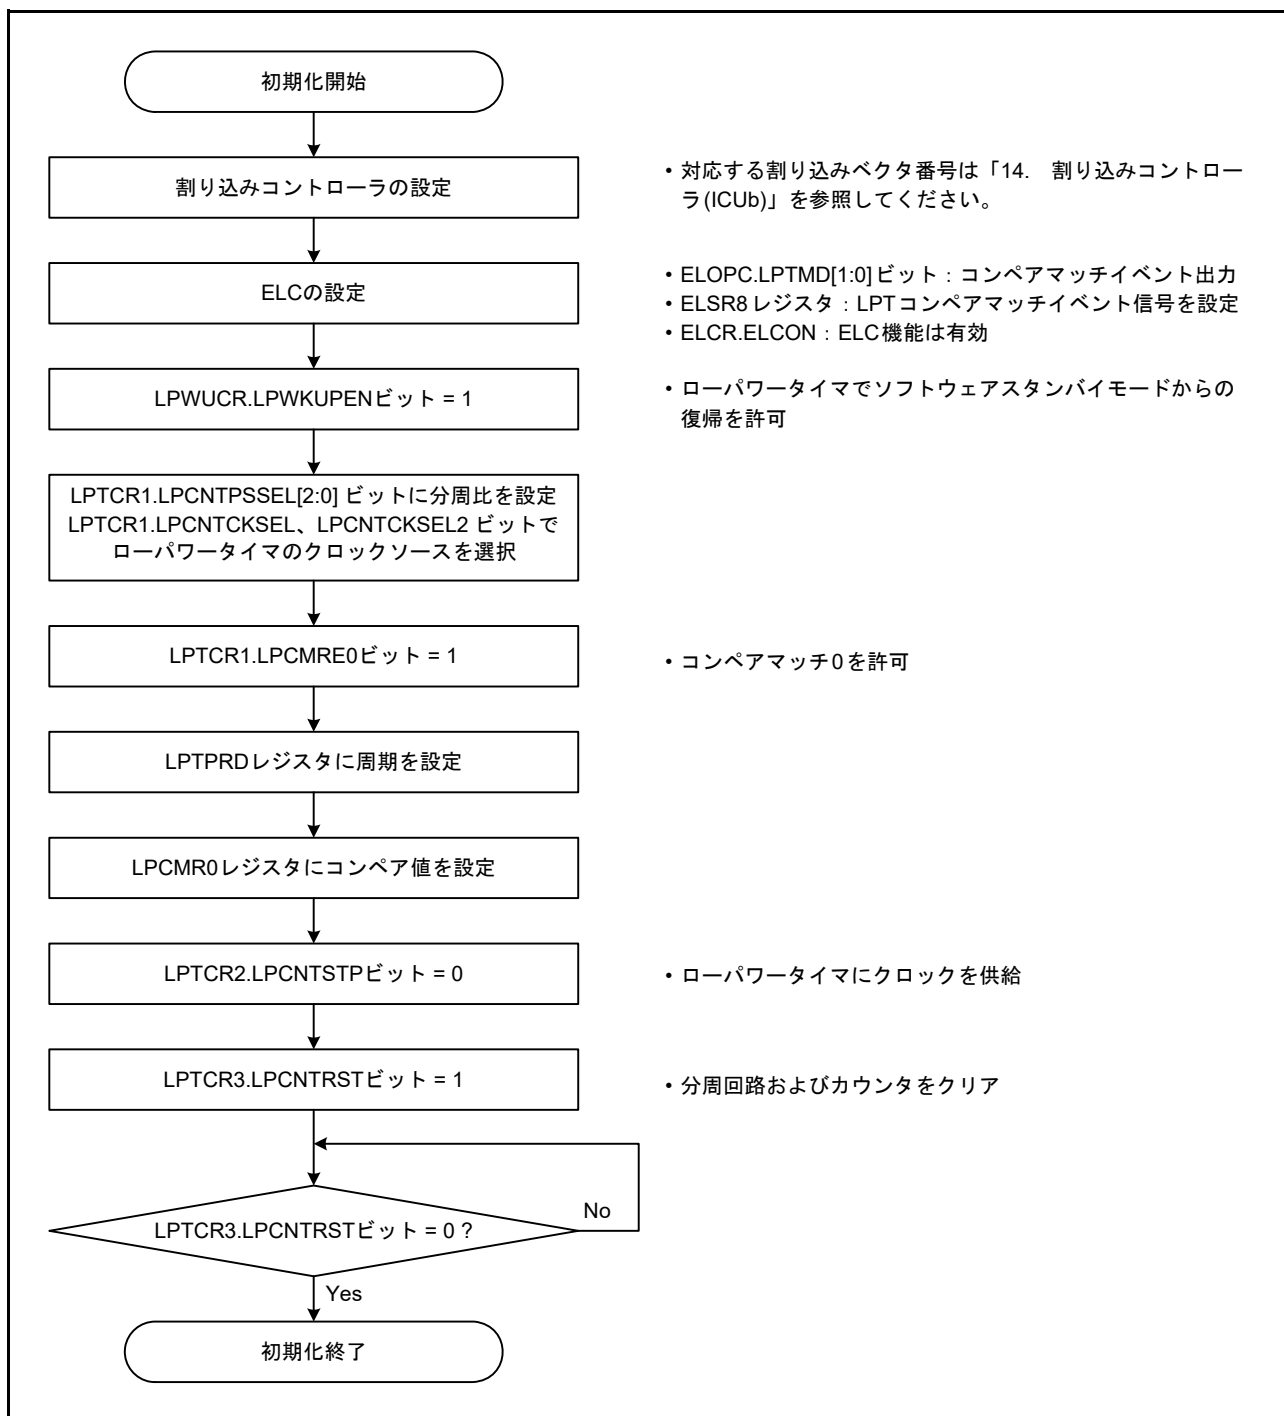 初期化開始
割り込みコントローラの設定
• 対応する割り込みベクタ番号は「14.　割り込みコントロー
ラ(ICUb)」を参照してください。
ELCの設定
• ELOPC.LPTMD[1:0]ビット：コンペアマッチイベント出力
• ELSR8レジスタ：LPTコンペアマッチイベント信号を設定
• ELCR.ELCON：ELC機能は有効
LPWUCR.LPWKUPENビット = 1
• ローパワータイマでソフトウェアスタンバイモードからの
復帰を許可
LPTCR1.LPCNTPSSEL[2:0] ビットに分周比を設定
LPTCR1.LPCNTCKSEL、LPCNTCKSEL2 ビットで
ローパワータイマのクロックソースを選択
LPTCR1.LPCMRE0ビット = 1
• コンペアマッチ0を許可
LPTPRDレジスタに周期を設定
LPCMR0レジスタにコンペア値を設定
LPTCR2.LPCNTSTPビット = 0
• ローパワータイマにクロックを供給
LPTCR3.LPCNTRSTビット = 1
• 分周回路およびカウンタをクリア
LPTCR3.LPCNTRSTビット = 0 ?
No
Yes
初期化終了